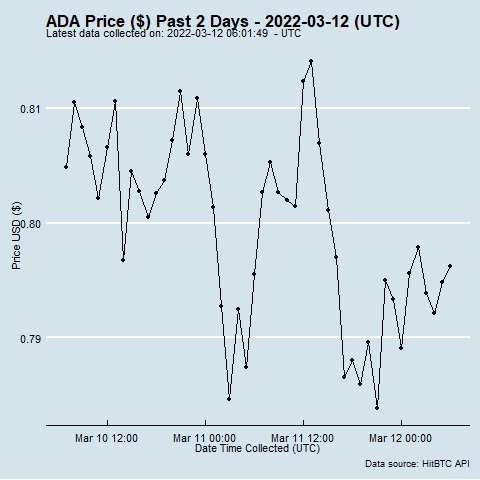 ADA Price ($) Past 2 Days - 2022-03-12 (UTC)
Latest data collected on: 2022-03-12 06:01:49 - UTC
0.81
0.80
0.79
Price USD ($)
Mar 10 12:00 Mar 11 00:00 Mar 11 12:00 Mar 12 00:00
Date Time Collected (UTC)
Data source: HitBTC API